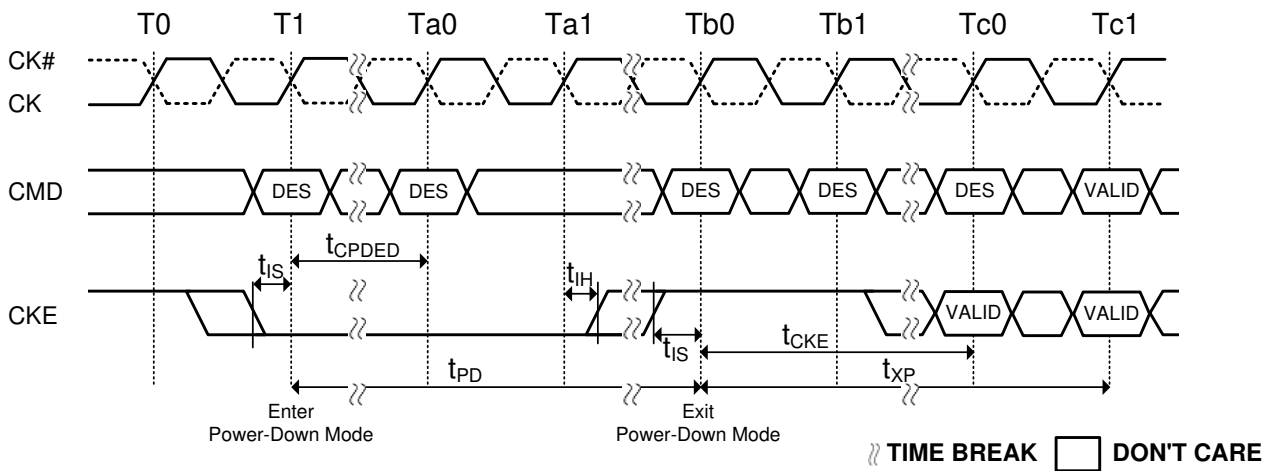 T0 T1 Ta0 Ta1 Tb0 Tb1 Tc0 Tc1
CK#
CK
CMD DES DES DES DES DES VALID
tCPDED
tIS tIH
CKE VALID VALID
tIS tCKE
tPD tXP
Enter
Power-Down Mode
Exit
Power-Down Mode
TIME BREAK DON'T CARE